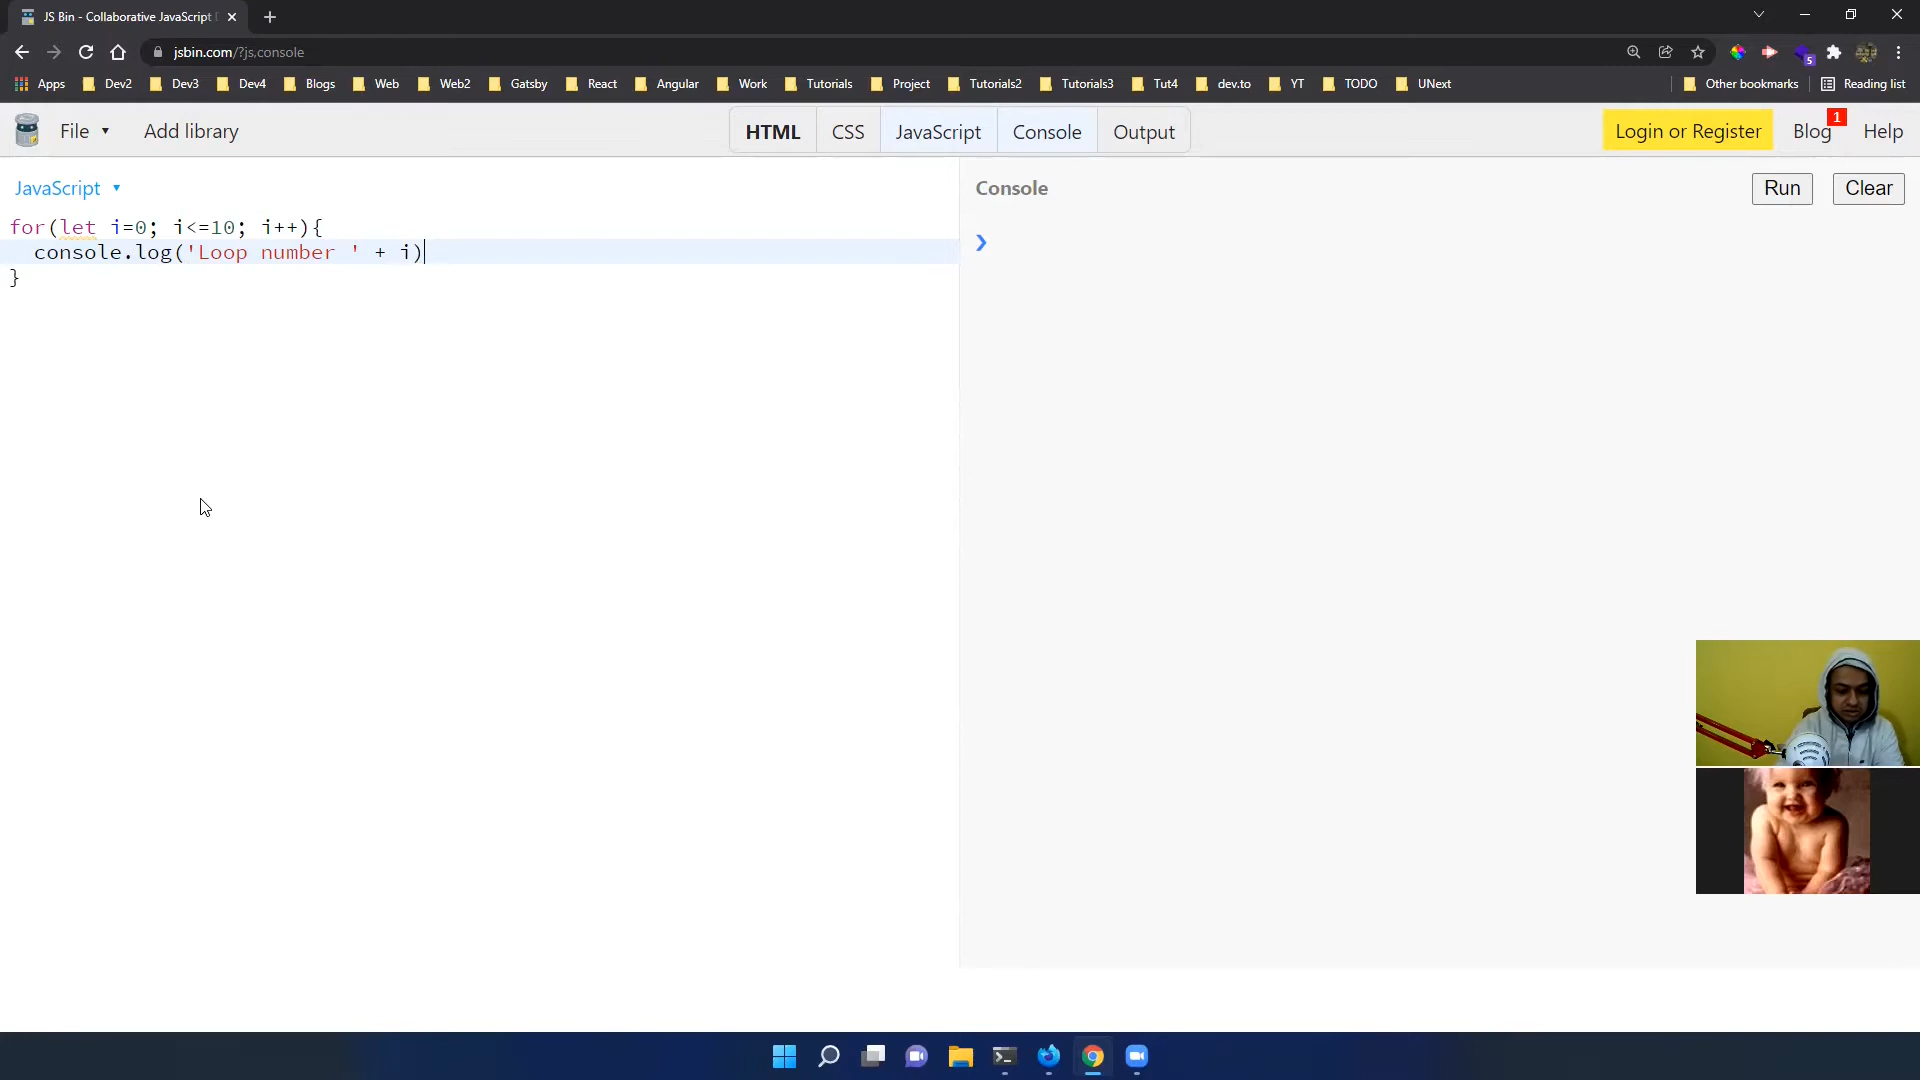 JS Bin - Collaborative JavaScript
jsbin.com/?js,console
5
Apps Dev2 Dev3 Dev4 Blogs Web Web2 Gatsby React Angular Work Tutorials Project Tutorials2 Tutorials3 Tut4 dev.to YT TODO UNext Other bookmarks Reading list
File Add library HTML CSS JavaScript Console Output Login or Register Blog 1 Help
JavaScript
Console Run Clear
for(let i=0; i<=10; i++){
console.log('Loop number ' + i)
}